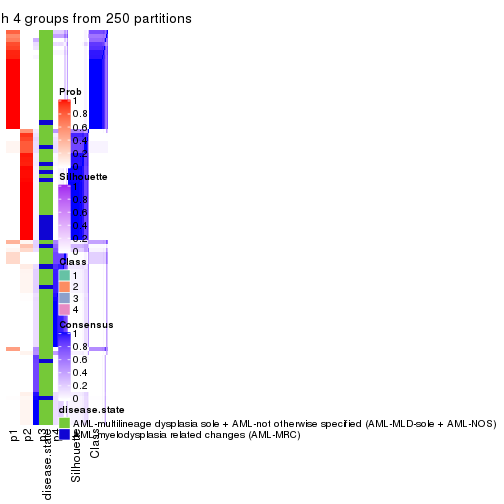 h 4 groups from 250 partitions
Prob
1
0.8
0.6
0.4
0.2
0
Silhouette
1
0.8
0.6
0.4
0.2
0
Class
1
2
3
4
Consensus
1
0.8
0.6
0.4
0.2
0
disease.state
AML-multilineage dysplasia sole + AML-not otherwise specified (AML-MLD-sole + AML-NOS)
AML-myelodysplasia related changes (AML-MRC)
p1
p2
p3
disease.state
p4
Silhouette
Class